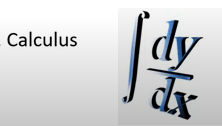 . Calculus
∫ dy/dx